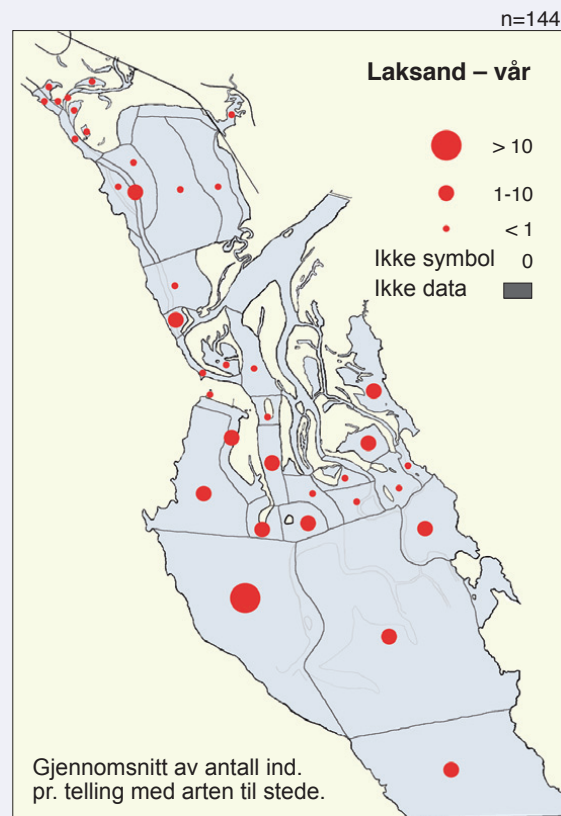 n=144
Laksand – vår
> 10
1-10
< 1
Ikke symbol 0
Ikke data
Gjennomsnitt av antall ind.
pr. telling med arten til stede.